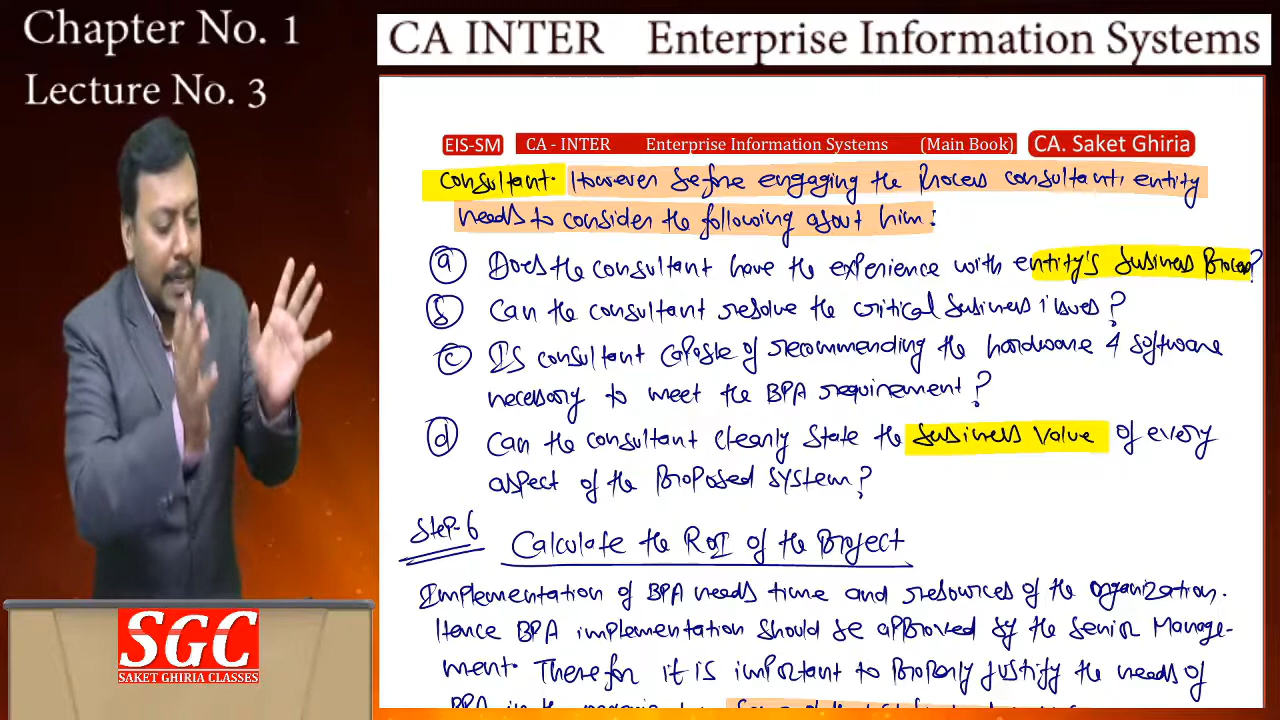 Chapter No. 1
Lecture No. 3
CA INTER Enterprise Information Systems
EIS-SM CA - INTER Enterprise Information Systems (Main Book) CA. Saket Ghiria
Consultant. However before engaging the Process consultant, entity
needs to consider the following about him:
(a) Does the consultant have the experience with entity's business Process?
(b) Can the consultant resolve the critical business issues?
(c) Is consultant capable of recommending the hardware & software
necessary to meet the BPA requirement?
(d) Can the consultant clearly state the business value of every
aspect of the Proposed system?
Step-6 Calculate the ROI of the Project
Implementation of BPA needs time and resources of the organization.
Hence BPA implementation should be approved by the Senior Manage-
ment. Therefor it is important to Properly justify the needs of
BPA in the
SGC
SAKET GHIRIA CLASSES